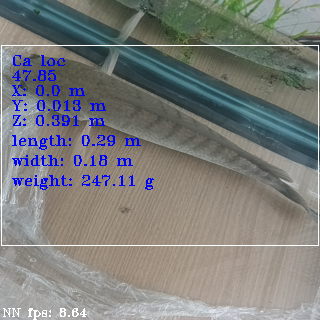 Ca loc
47.85
X: 0.0 m
Y: 0.013 m
Z: 0.391 m
length: 0.29 m
width: 0.18 m
weight: 247.11 g
NN fps: 8.64